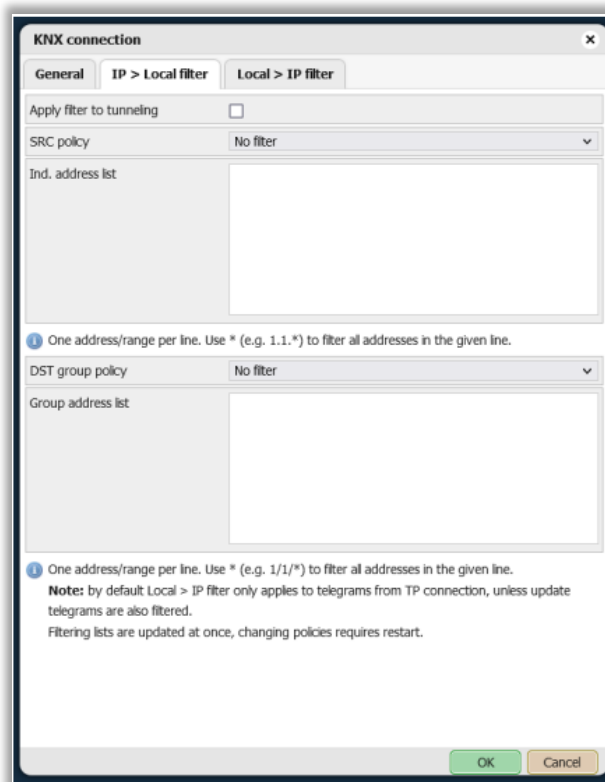 KNX connection
General
IP > Local filter
Local > IP filter
Apply filter to tunneling
SRC policy
No filter
Ind. address list
One address/range per line. Use * (e.g. 1.1.*) to filter all addresses in the given line.
DST group policy
No filter
Group address list
One address/range per line. Use * (e.g. 1/1/*) to filter all addresses in the given line.
Note: by default Local > IP filter only applies to telegrams from TP connection, unless update
telegrams are also filtered.
Filtering lists are updated at once, changing policies requires restart.
OK
Cancel